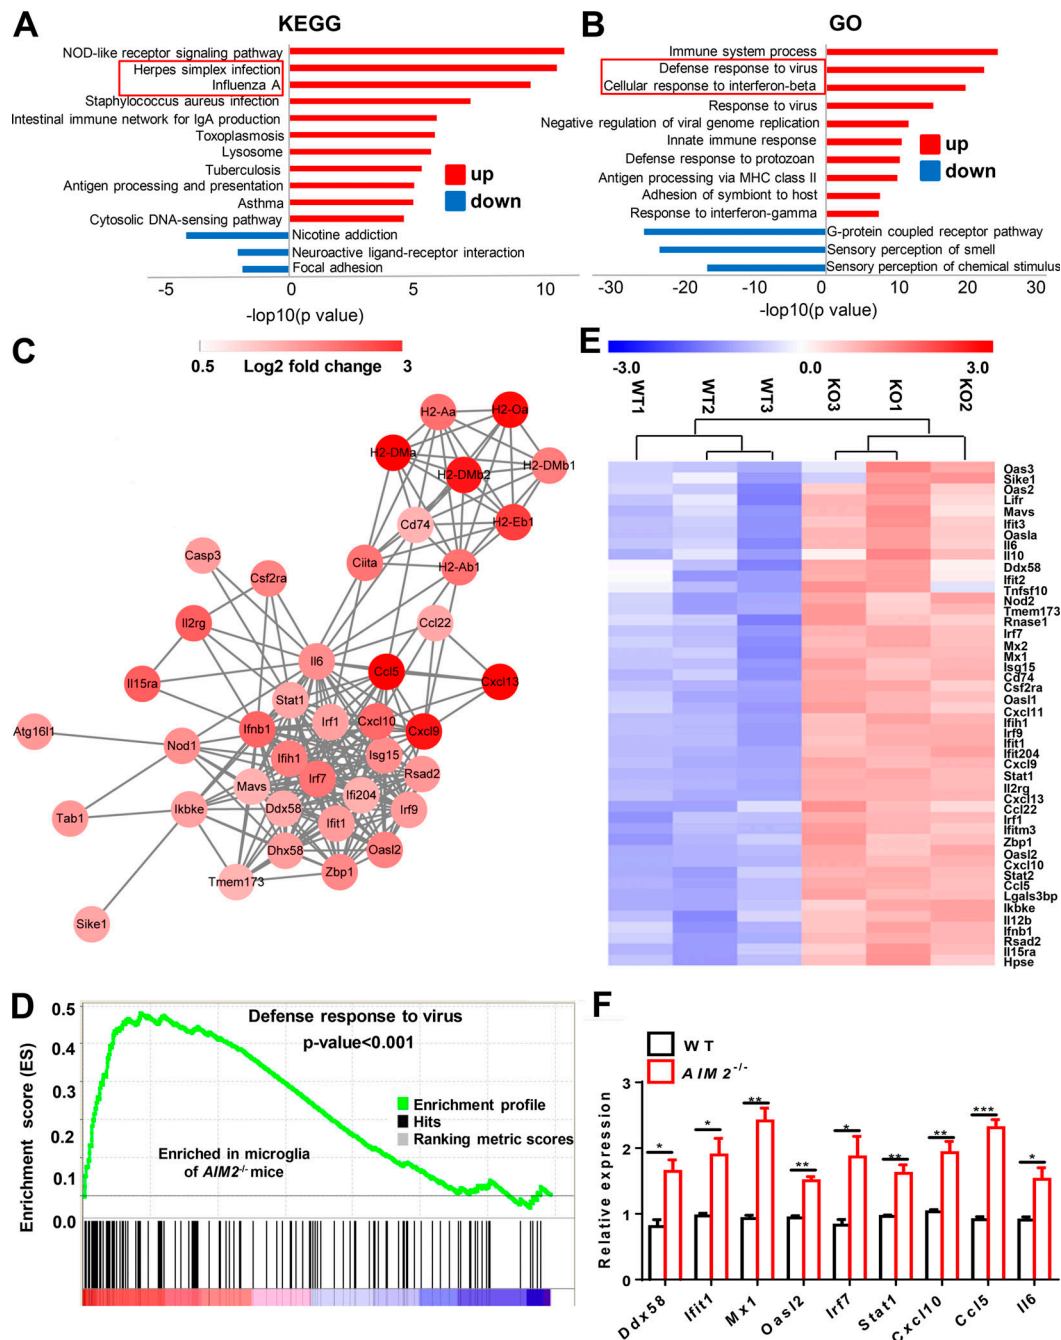 A
KEGG
NOD-like receptor signaling pathway
Herpes simplex infection
Influenza A
Staphylococcus aureus infection
Intestinal immune network for IgA production
Toxoplasmosis
Lysosome
Tuberculosis
Antigen processing and presentation
Asthma
Cytosolic DNA-sensing pathway
Nicotine addiction
Neuroactive ligand-receptor interaction
Focal adhesion
up
down
-5 0 5 10
-lop10(p value)
B
GO
Immune system process
Defense response to virus
Cellular response to interferon-beta
Response to virus
Negative regulation of viral genome replication
Innate immune response
Defense response to protozoan
Antigen processing via MHC class II
Adhesion of symbiont to host
Response to interferon-gamma
G-protein coupled receptor pathway
Sensory perception of smell
Sensory perception of chemical stimulus
up
down
-30 -20 -10 0 10 20 30
-lop10(p value)
C
0.5 Log2 fold change 3
H2-Aa
H2-Oa
H2-DMa
H2-DMb2
H2-DMb1
Cd74
H2-Eb1
Casp3
Csf2ra
Ciita
H2-Ab1
Il2rg
Ccl22
Il6
Ccl5
Il15ra
Cxcl13
Stat1
Irf1
Cxcl10
Atg16l1
Ifnb1
Cxcl9
Nod1
Ifih1
Isg15
Irf7
Rsad2
Mavs
Ifi204
Tab1
Ikbke
Ddx58
Irf9
Ifit1
Dhx58
Oasl2
Tmem173
Zbp1
Sike1
D
Defense response to virus
p-value<0.001
Enrichment profile
Hits
Ranking metric scores
Enriched in microglia
of AIM2-/- mice
Enrichment score (ES)
0.5
0.4
0.3
0.2
0.1
0.0
E
-3.0 0.0 3.0
WT1 WT2 WT3 KO3 KO1 KO2
Oas3
Sike1
Oas2
Lifr
Mavs
Ifit3
Oasla
Il6
Il10
Ddx58
Ifit2
Tnfsf10
Nod2
Tmem173
Rnase1
Irf7
Mx2
Mx1
Isg15
Cd74
Csf2ra
Oasl1
Cxcl11
Ifih1
Irf9
Ifit1
Ifit204
Cxcl9
Stat1
Il2rg
Cxcl13
Ccl22
Irf1
Ifitm3
Zbp1
Oasl2
Cxcl10
Stat2
Ccl5
Lgals3bp
Ikbke
Il12b
Ifnb1
Rsad2
Il15ra
Hpse
F
WT
AIM2-/-
Relative expression
3
2
1
0
* * ** ** * ** ** *** *
Ddx58 Ifit1 Mx1 Oasl2 Irf7 Stat1 Cxcl10 Ccl5 Il6